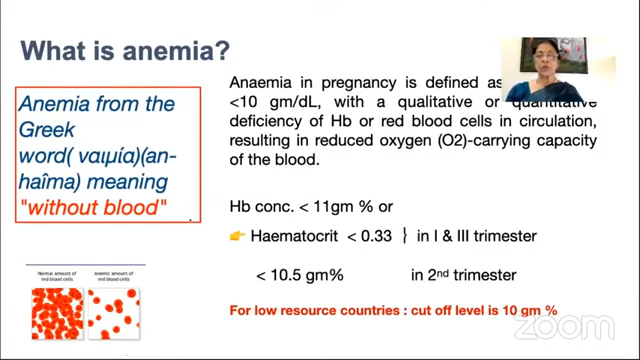 What is anemia?
Anemia from the
Greek
word( ναιμία)(an-
haîma) meaning
"without blood"
Normal amount of
red blood cells
Anemic amount of
red blood cells
Anaemia in pregnancy is defined as
<10 gm/dL, with a qualitative or quantitative
deficiency of Hb or red blood cells in circulation,
resulting in reduced oxygen (O2)-carrying capacity
of the blood.
Hb conc. < 11gm % or
👉 Haematocrit < 0.33 } in I & III trimester
< 10.5 gm% in 2nd trimester
For low resource countries : cut off level is 10 gm %
zoom